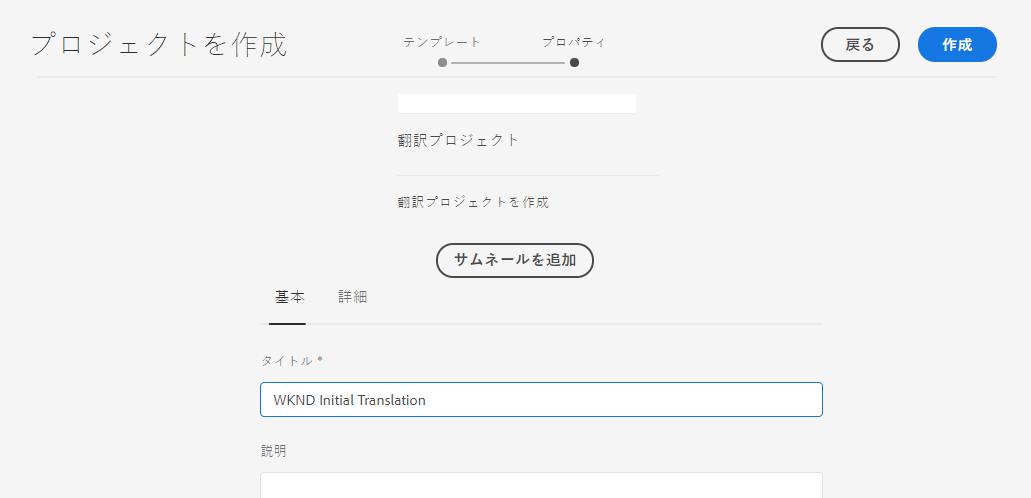 プロジェクトを作成
テンプレート
プロパティ
戻る
作成
翻訳プロジェクト
翻訳プロジェクトを作成
サムネールを追加
基本
詳細
タイトル *
WKND Initial Translation
説明